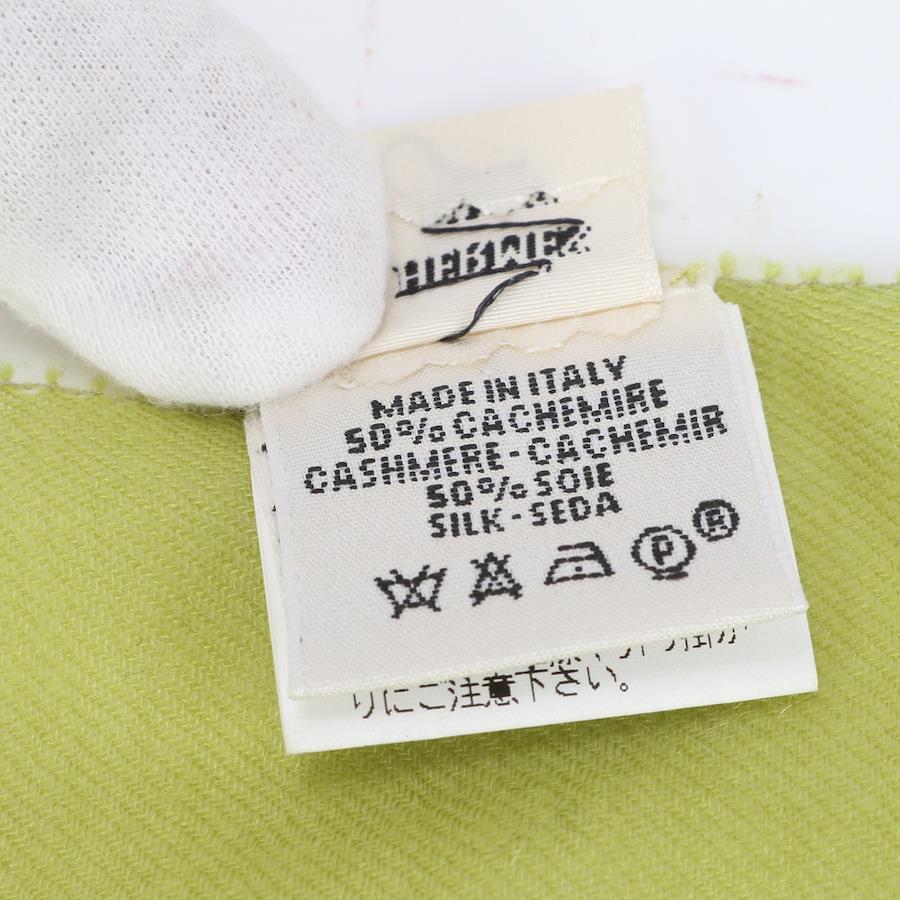 MADE IN ITALY
50% CACHEMIRE
CASHMERE - CACHEMIR
50% SOIE
SILK - SEDA
P
R
りにご注意下さい。